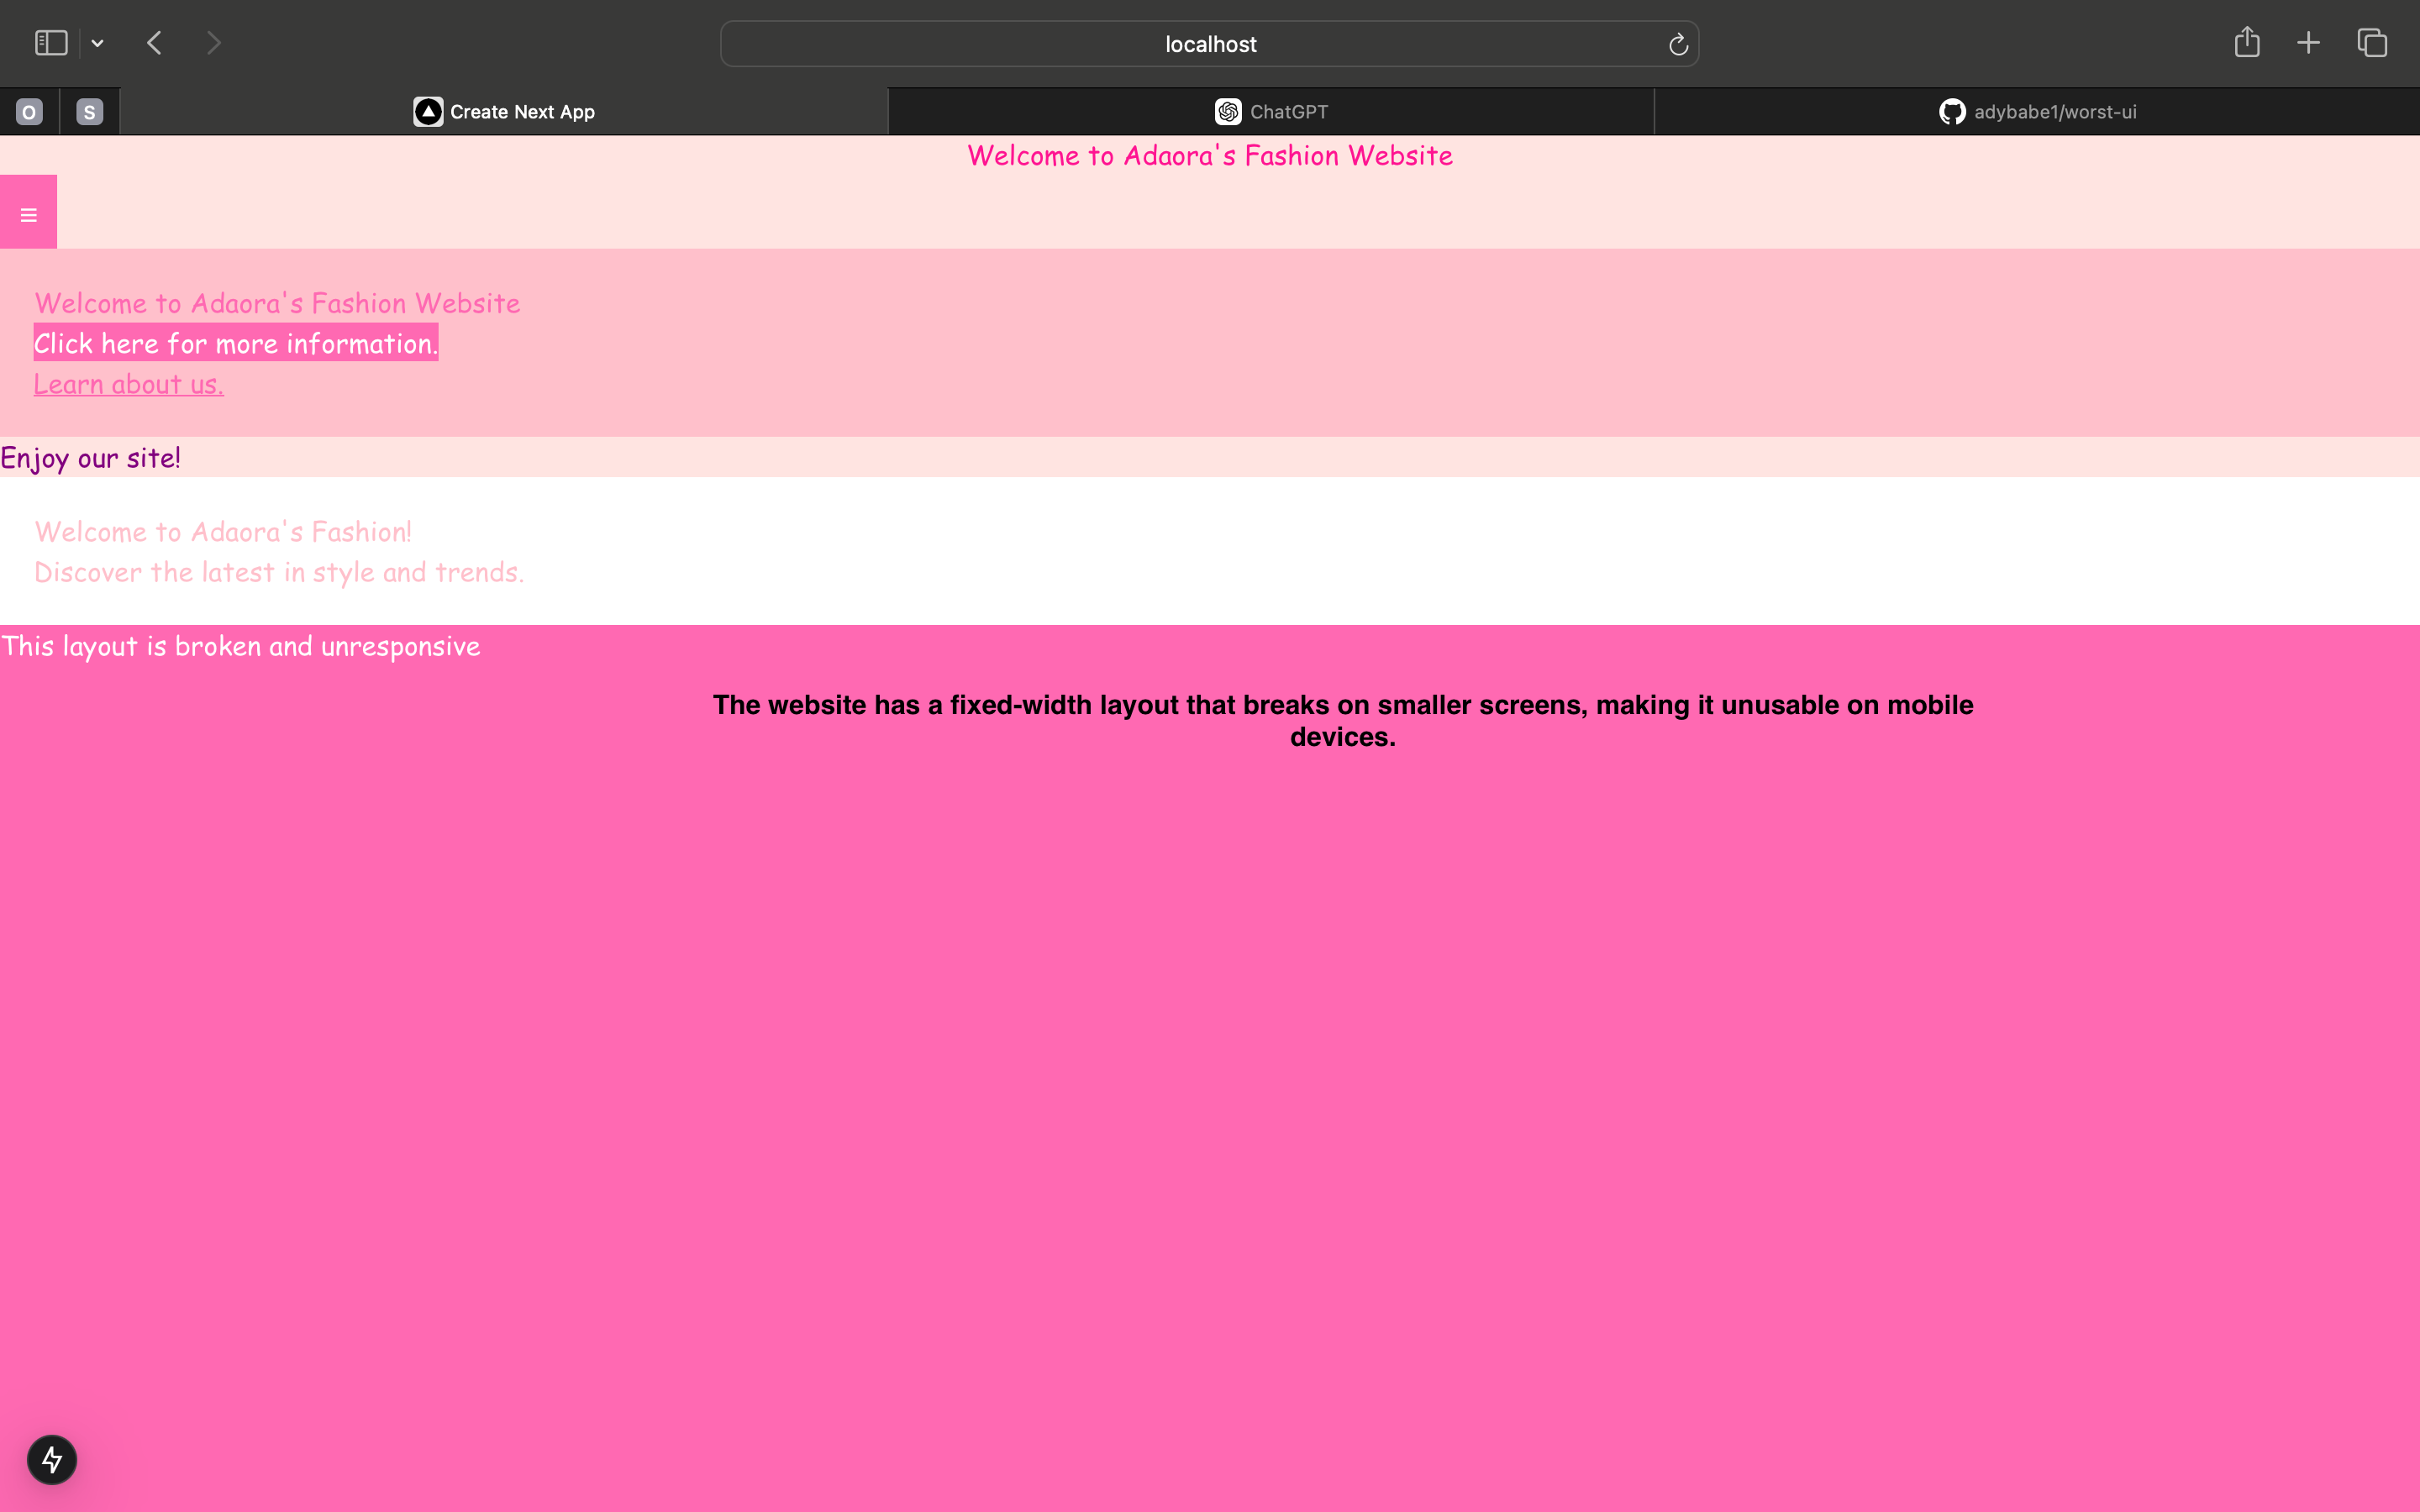 localhost
O
S
Create Next App
ChatGPT
adybabe1/worst-ui
Welcome to Adaora's Fashion Website
Welcome to Adaora's Fashion Website
Click here for more information.
Learn about us.
Enjoy our site!
Welcome to Adaora's Fashion!
Discover the latest in style and trends.
This layout is broken and unresponsive
The website has a fixed-width layout that breaks on smaller screens, making it unusable on mobile
devices.